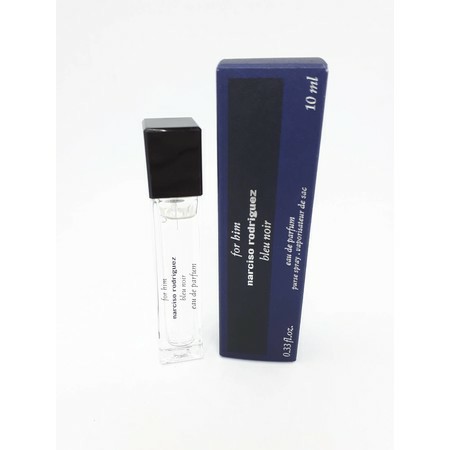 for him
narciso rodriguez
bleu noir
eau de parfum
10 ml
for him
narciso rodriguez
bleu noir
eau de parfum
purse spray . vaporisateur de sac
0.33 fl.oz.